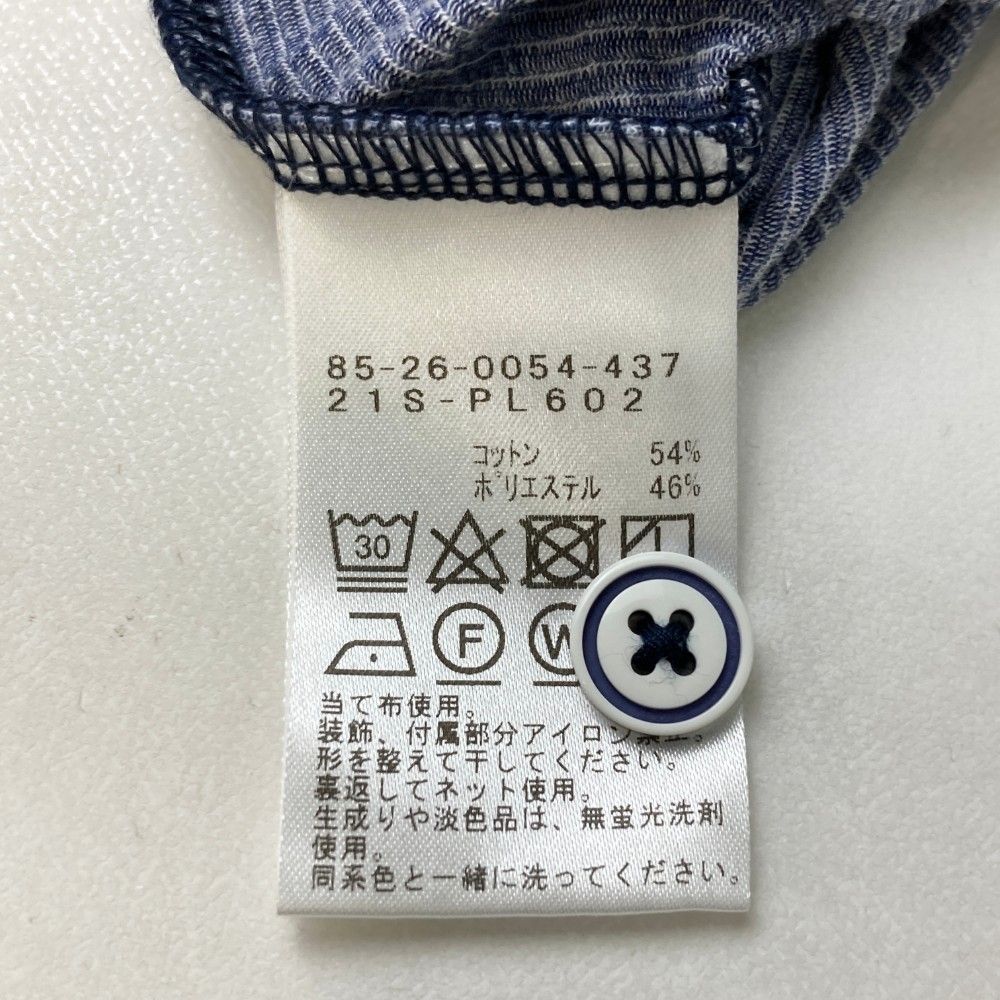 85-26-0054-437
21S-PL602
コットン 54%
ポリエステル 46%
30
F
W
当て布使用。
装飾、付属部分アイロン禁止。
形を整えて干してください。
裏返してネット使用。
生成りや淡色品は、無蛍光洗剤
使用。
同系色と一緒に洗ってください。